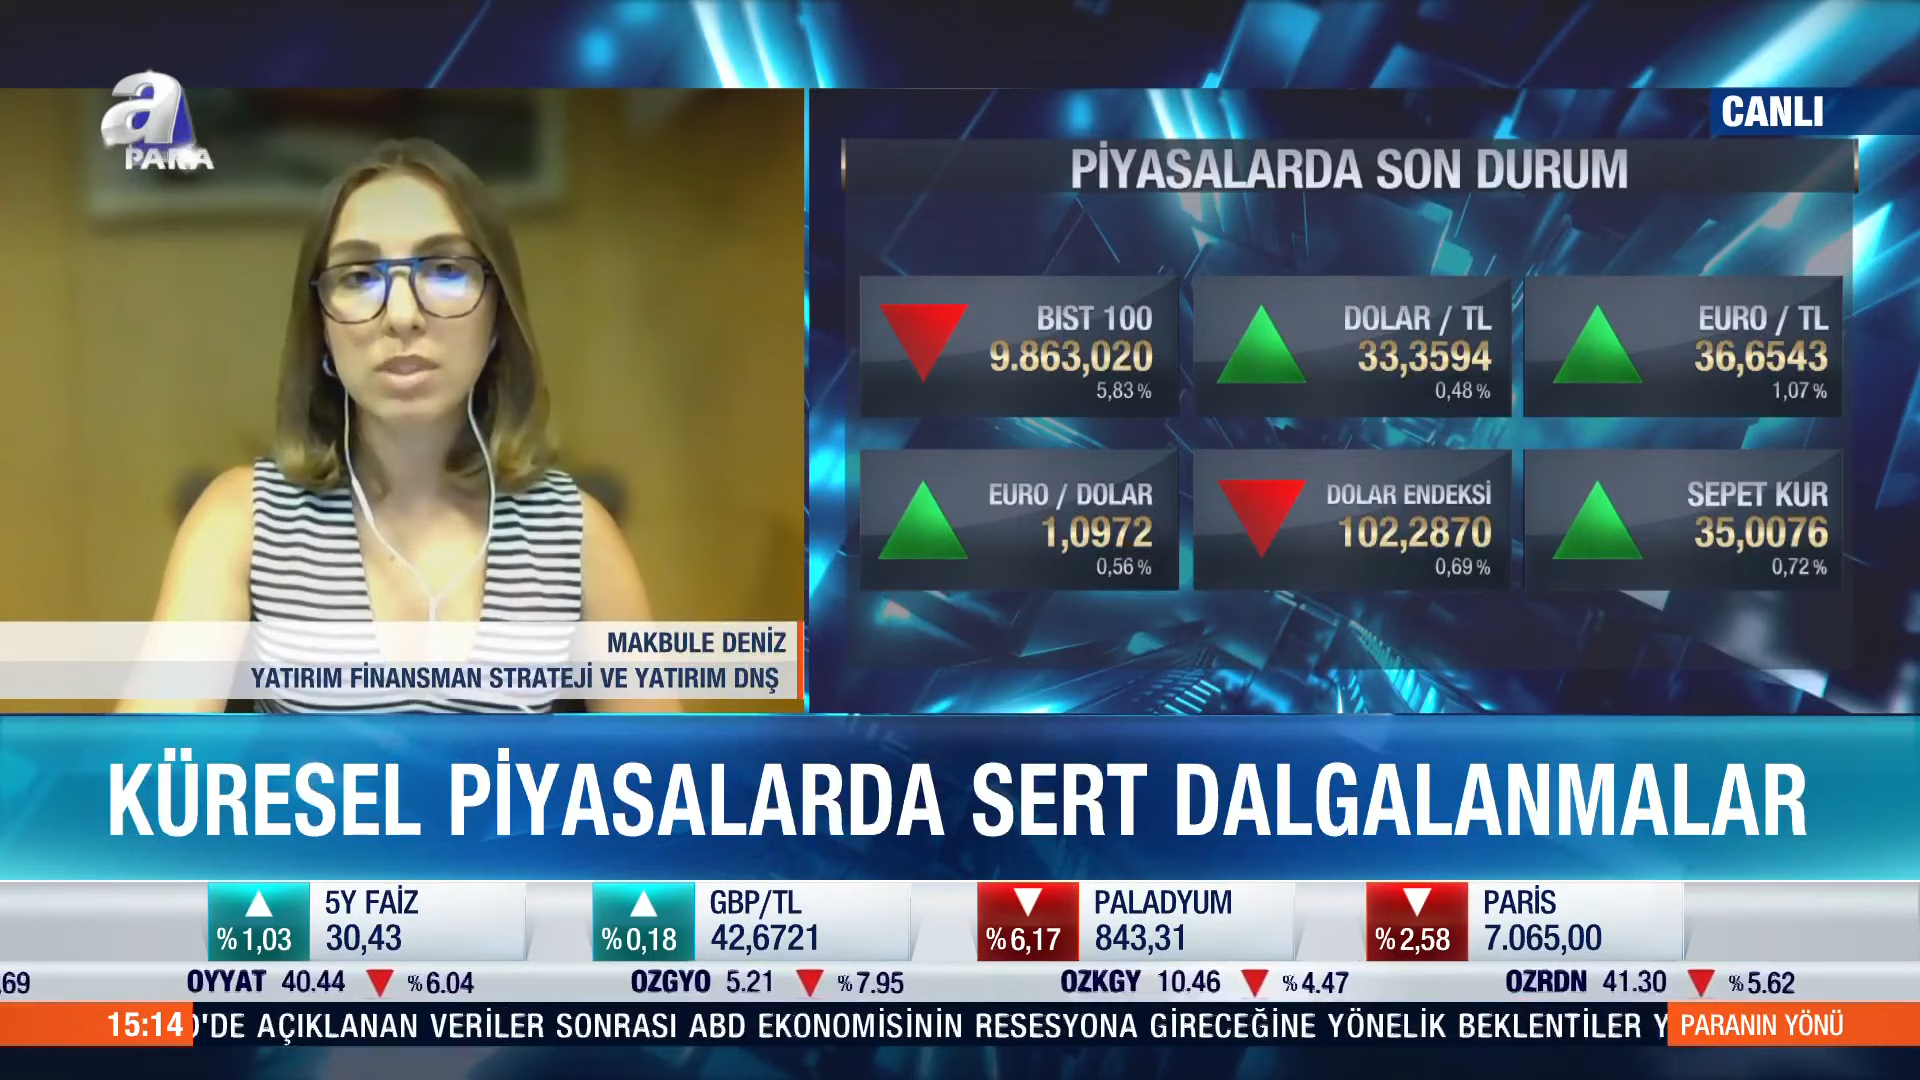 a
PARA
CANLI
PİYASALARDA SON DURUM
BIST 100
9.863,020
5,83 %
DOLAR / TL
33,3594
0,48 %
EURO / TL
36,6543
1,07 %
EURO / DOLAR
1,0972
0,56 %
DOLAR ENDEKSİ
102,2870
0,69 %
SEPET KUR
35,0076
0,72 %
MAKBULE DENİZ
YATIRIM FİNANSMAN STRATEJİ VE YATIRIM DNŞ
KÜRESEL PİYASALARDA SERT DALGALANMALAR
5Y FAİZ
%1,03 30,43
GBP/TL
%0,18 42,6721
PALADYUM
%6,17 843,31
PARİS
%2,58 7.065,00
69 OYYAT 40.44 %6.04 OZGYO 5.21 %7.95 OZKGY 10.46 %4.47 OZRDN 41.30 %5.62
15:14 'DE AÇIKLANAN VERİLER SONRASI ABD EKONOMİSİNİN RESESYONA GİRECEĞİNE YÖNELİK BEKLENTİLER Y PARANIN YÖNÜ